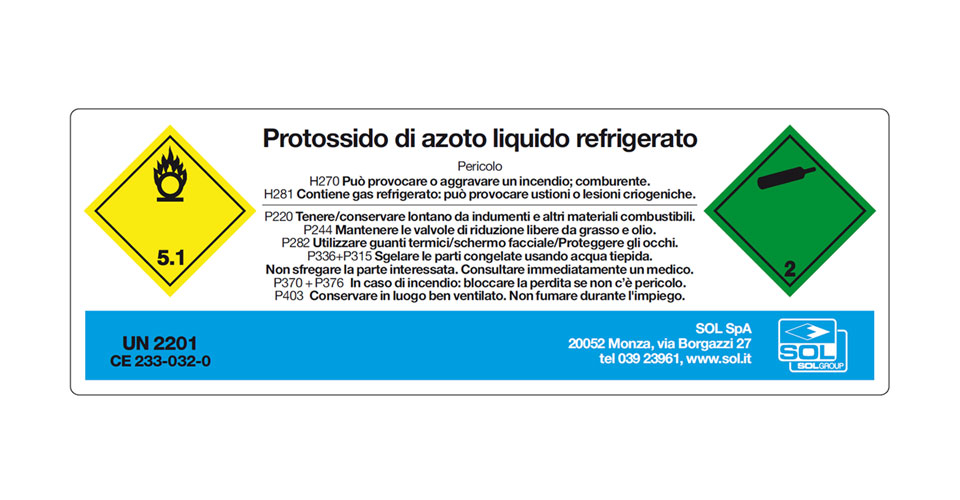 Protossido di azoto liquido refrigerato
Pericolo
H270 Può provocare o aggravare un incendio; comburente.
H281 Contiene gas refrigerato: può provocare ustioni o lesioni criogeniche.
P220 Tenere/conservare lontano da indumenti e altri materiali combustibili.
P244 Mantenere le valvole di riduzione libere da grasso e olio.
P282 Utilizzare guanti termici/schermo facciale/Proteggere gli occhi.
P336+P315 Sgelare le parti congelate usando acqua tiepida.
Non sfregare la parte interessata. Consultare immediatamente un medico.
P370 + P376 In caso di incendio: bloccare la perdita se non c'è pericolo.
P403 Conservare in luogo ben ventilato. Non fumare durante l'impiego.
5.1
2
UN 2201
CE 233-032-0
SOL SpA
20052 Monza, via Borgazzi 27
tel 039 23961, www.sol.it
SOL
SOLGROUP